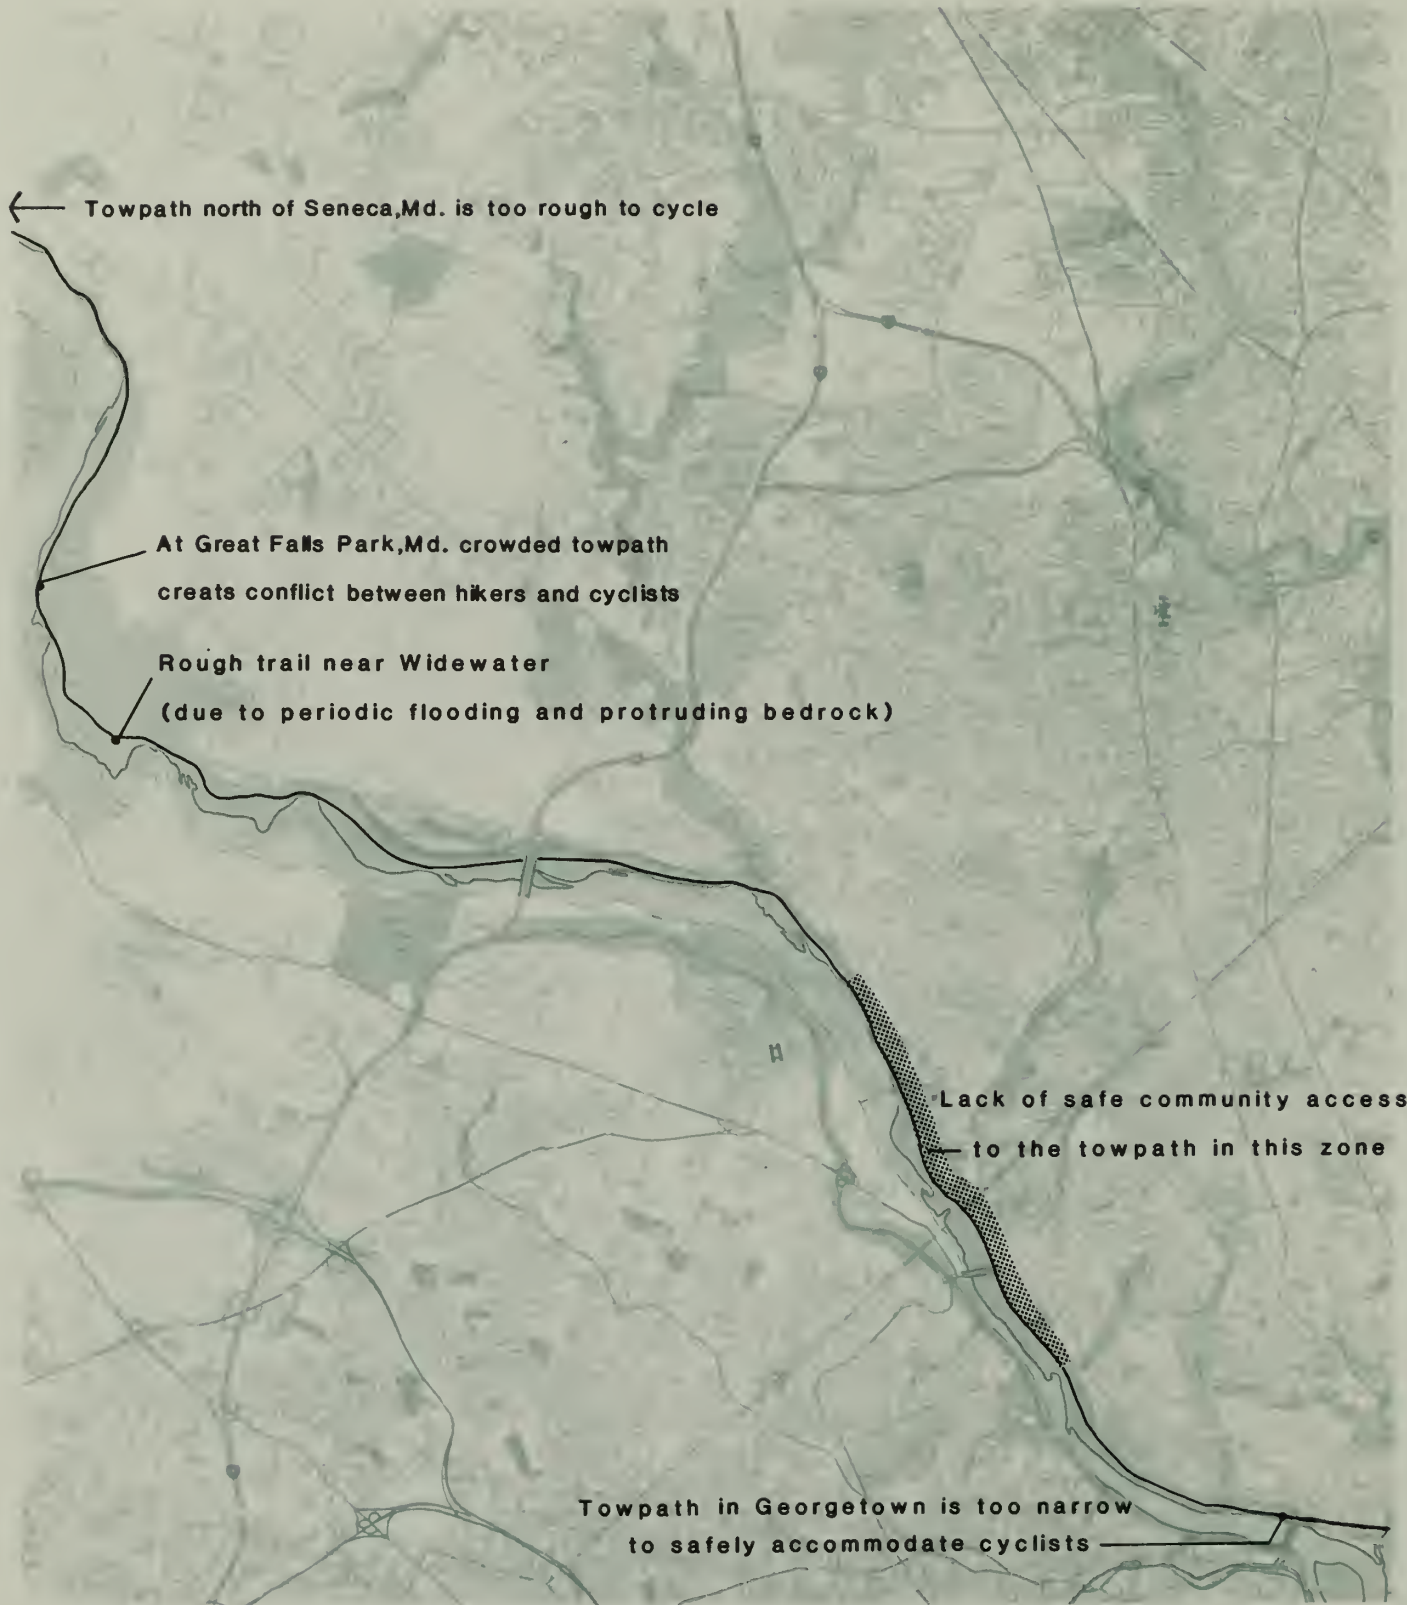 Towpath north of Seneca,Md. is too rough to cycle
At Great Falls Park,Md. crowded towpath
creats conflict between hikers and cyclists
Rough trail near Widewater
(due to periodic flooding and protruding bedrock)
Lack of safe community access
to the towpath in this zone
Towpath in Georgetown is too narrow
to safely accommodate cyclists